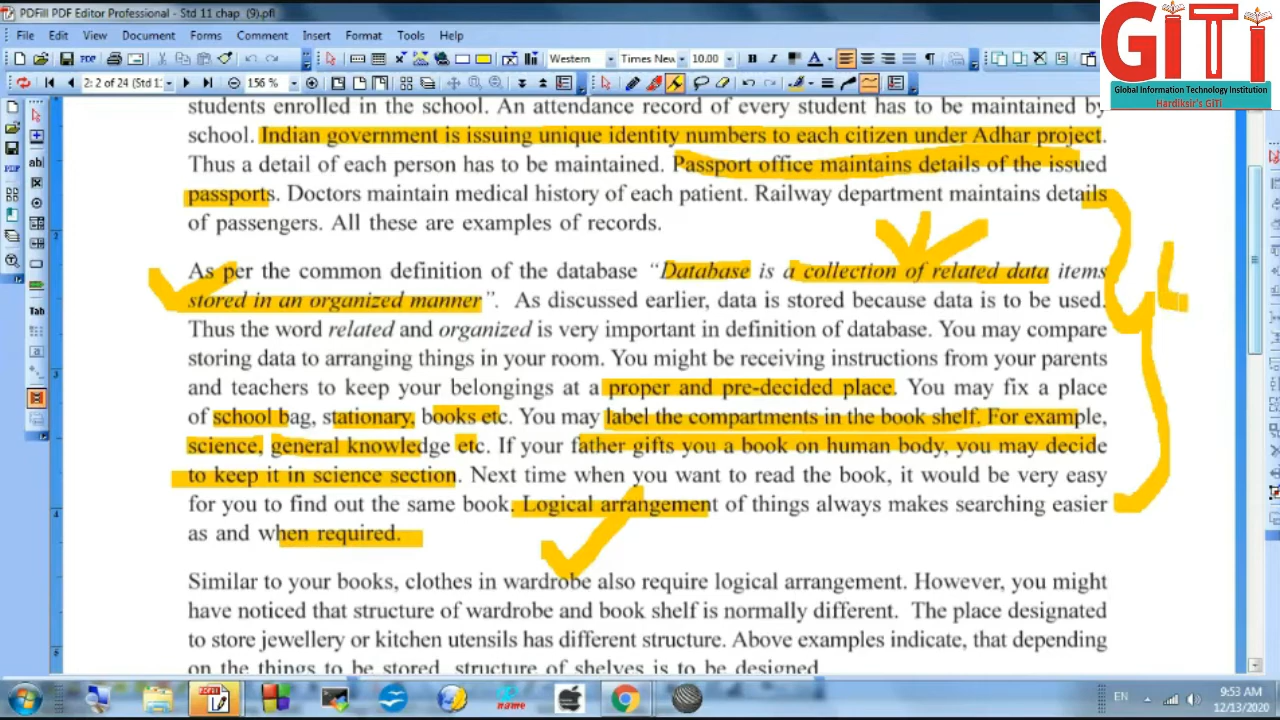 PDFill PDF Editor Professional - Std 11 chap (9).pfl
File Edit View Document Forms Comment Insert Format Tools Help
Western Times New 10.00
2: 2 of 24 (Std 1 156 %
GiTi
Global Information Technology Institution
Hardiksir's GiTi
students enrolled in the school. An attendance record of every student has to be maintained by
school. Indian government is issuing unique identity numbers to each citizen under Adhar project.
Thus a detail of each person has to be maintained. Passport office maintains details of the issued
passports. Doctors maintain medical history of each patient. Railway department maintains details
of passengers. All these are examples of records.
As per the common definition of the database “Database is a collection of related data items
stored in an organized manner”. As discussed earlier, data is stored because data is to be used.
Thus the word related and organized is very important in definition of database. You may compare
storing data to arranging things in your room. You might be receiving instructions from your parents
and teachers to keep your belongings at a proper and pre-decided place. You may fix a place
of school bag, stationary, books etc. You may label the compartments in the book shelf. For example,
science, general knowledge etc. If your father gifts you a book on human body, you may decide
to keep it in science section. Next time when you want to read the book, it would be very easy
for you to find out the same book. Logical arrangement of things always makes searching easier
as and when required.
Similar to your books, clothes in wardrobe also require logical arrangement. However, you might
have noticed that structure of wardrobe and book shelf is normally different. The place designated
to store jewellery or kitchen utensils has different structure. Above examples indicate, that depending
on the things to be stored, structure of shelves is to be designed.
EN
9:53 AM
12/13/2020